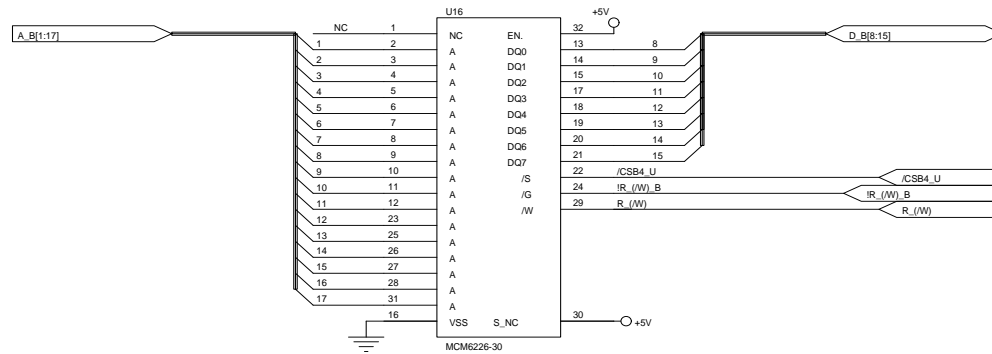 U16
+5V
NC 1 NC EN. 32
A_B[1:17] D_B[8:15]
1 2 A DQ0 13 8
2 3 A DQ1 14 9
3 4 A DQ2 15 10
4 5 A DQ3 17 11
5 6 A DQ4 18 12
6 7 A DQ5 19 13
7 8 A DQ6 20 14
8 9 A DQ7 21 15
9 10 A /S 22 /CSB4_U /CSB4_U
10 11 A /G 24 !R_(/W)_B !R_(/W)_B
11 12 A /W 29 R_(/W) R_(/W)
12 23 A
13 25 A
14 26 A
15 27 A
16 28 A
17 31 A
16 VSS S_NC 30 +5V
MCM6226-30